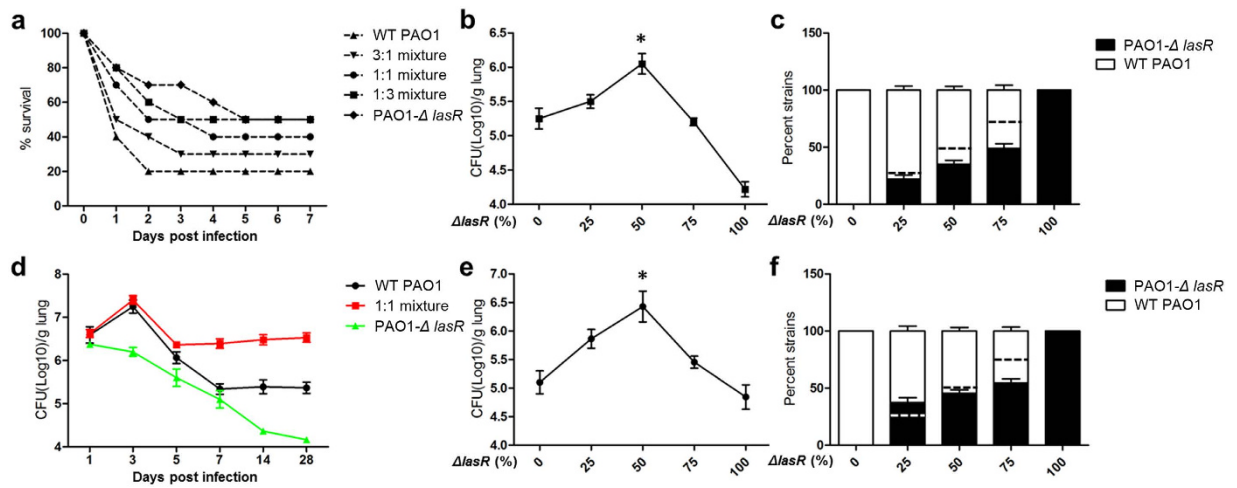 a
% survival
100
80
60
40
20
0
0 1 2 3 4 5 6 7
Days post infection
WT PAO1
3:1 mixture
1:1 mixture
1:3 mixture
PAO1-Δ lasR
b
CFU(Log10)/g lung
6.5
6.0
5.5
5.0
4.5
4.0
*
ΔlasR (%)
0 25 50 75 100
c
Percent strains
150
100
50
0
ΔlasR (%)
0 25 50 75 100
PAO1-Δ lasR
WT PAO1
d
CFU(Log10)/g lung
8
7
6
5
4
1 3 5 7 14 28
Days post infection
WT PAO1
1:1 mixture
PAO1-Δ lasR
e
CFU(Log10)/g lung
7.0
6.5
6.0
5.5
5.0
4.5
4.0
*
ΔlasR (%)
0 25 50 75 100
f
Percent strains
150
100
50
0
ΔlasR (%)
0 25 50 75 100
PAO1-Δ lasR
WT PAO1